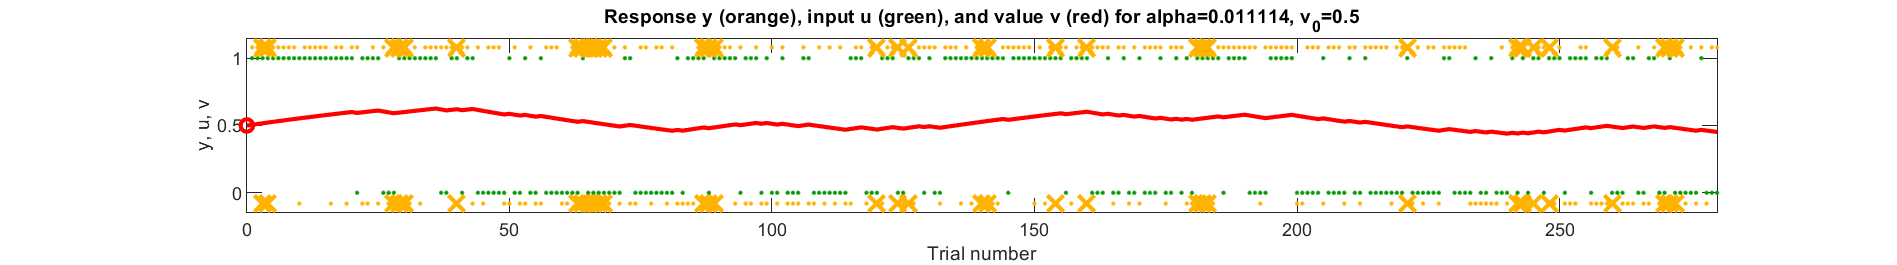 Response y (orange), input u (green), and value v (red) for alpha=0.011114, v0=0.5
y, u, v
1
0.5
0
0 50 100 150 200 250
Trial number